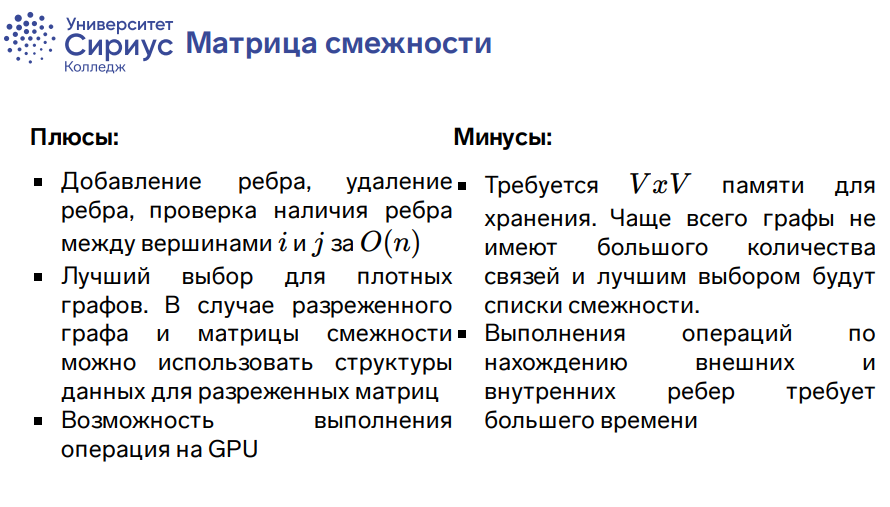 Университет
Сириус
Колледж
Матрица смежности
Плюсы:
Добавление ребра, удаление
ребра, проверка наличия ребра
между вершинами i и j за O(n)
Лучший выбор для плотных
графов. В случае разреженного
графа и матрицы смежности
можно использовать структуры
данных для разреженных матриц
Возможность выполнения
операция на GPU
Минусы:
Требуется VxV памяти для
хранения. Чаще всего графы не
имеют большого количества
связей и лучшим выбором будут
списки смежности.
Выполнения операций по
нахождению внешних и
внутренних ребер требует
большего времени